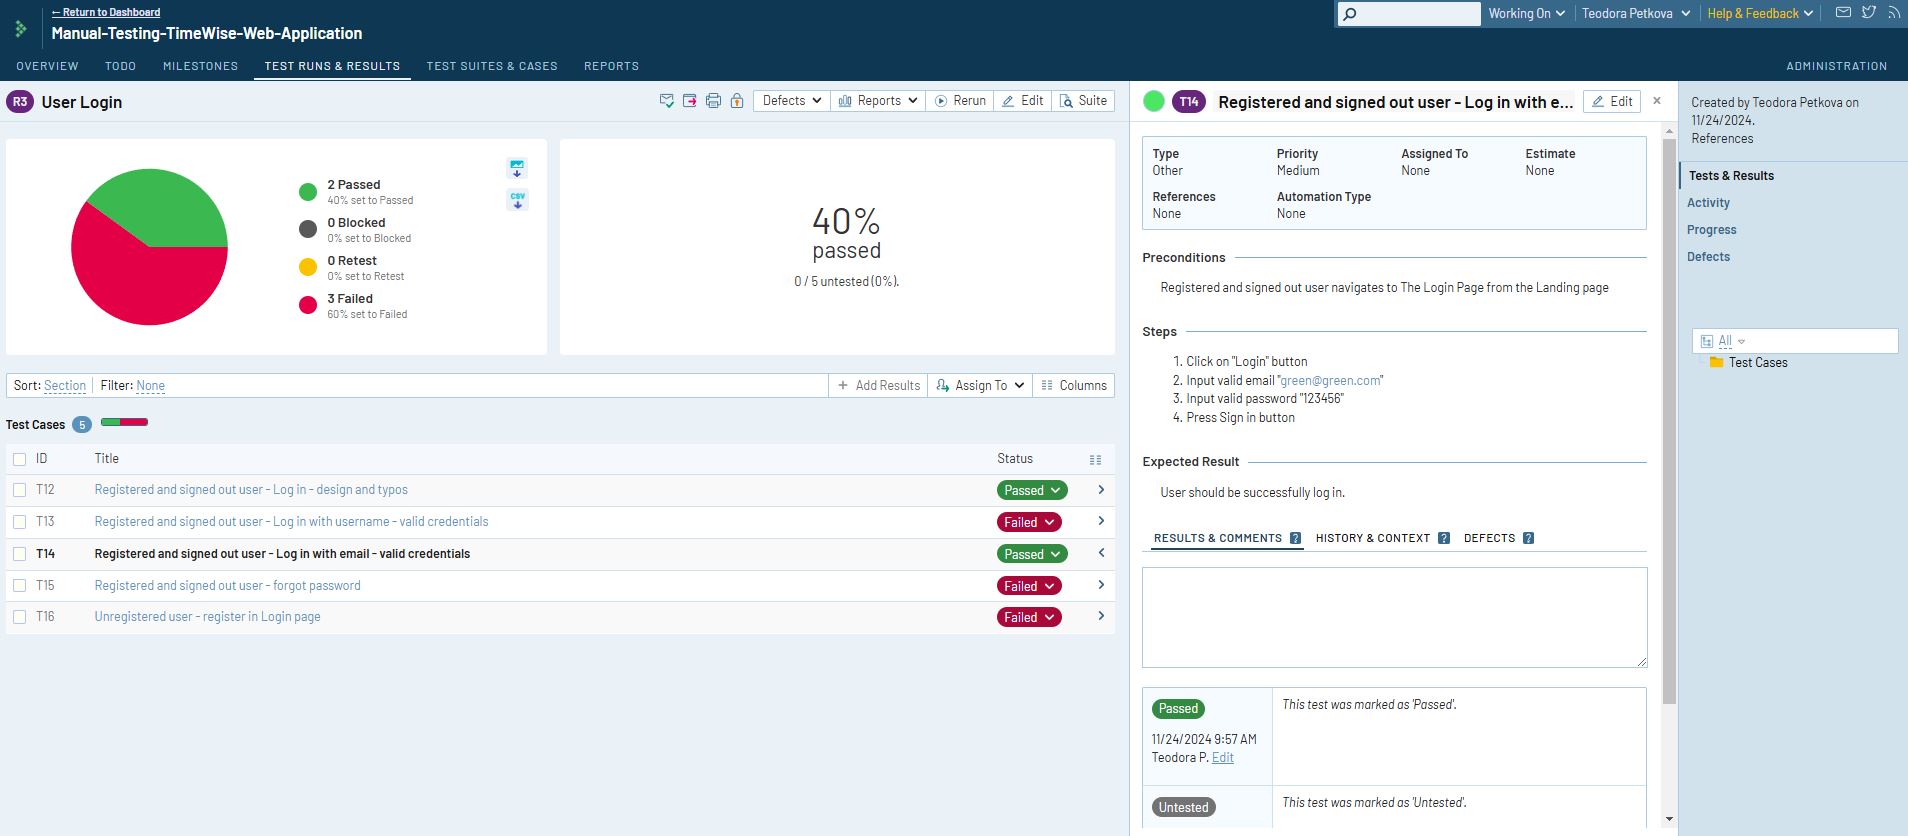 ← Return to Dashboard
Manual-Testing-TimeWise-Web-Application
Working On
Teodora Petkova
Help & Feedback
OVERVIEW TODO MILESTONES TEST RUNS & RESULTS TEST SUITES & CASES REPORTS
ADMINISTRATION
R3 User Login
Defects Reports Rerun Edit Suite
2 Passed
40% set to Passed
0 Blocked
0% set to Blocked
0 Retest
0% set to Retest
3 Failed
60% set to Failed
CSV
40%
passed
0 / 5 untested (0%).
Sort: Section Filter: None
+ Add Results Assign To Columns
Test Cases 5
ID Title Status
T12 Registered and signed out user - Log in - design and typos Passed
T13 Registered and signed out user - Log in with username - valid credentials Failed
T14 Registered and signed out user - Log in with email - valid credentials Passed
T15 Registered and signed out user - forgot password Failed
T16 Unregistered user - register in Login page Failed
T14 Registered and signed out user - Log in with e... Edit ×
Type Priority Assigned To Estimate
Other Medium None None
References Automation Type
None None
Preconditions
Registered and signed out user navigates to The Login Page from the Landing page
Steps
1. Click on "Login" button
2. Input valid email "green@green.com"
3. Input valid password "123456"
4. Press Sign in button
Expected Result
User should be successfully log in.
RESULTS & COMMENTS ? HISTORY & CONTEXT ? DEFECTS ?
Passed This test was marked as 'Passed'.
11/24/2024 9:57 AM
Teodora P. Edit
Untested This test was marked as 'Untested'.
Created by Teodora Petkova on
11/24/2024.
References
Tests & Results
Activity
Progress
Defects
All
Test Cases